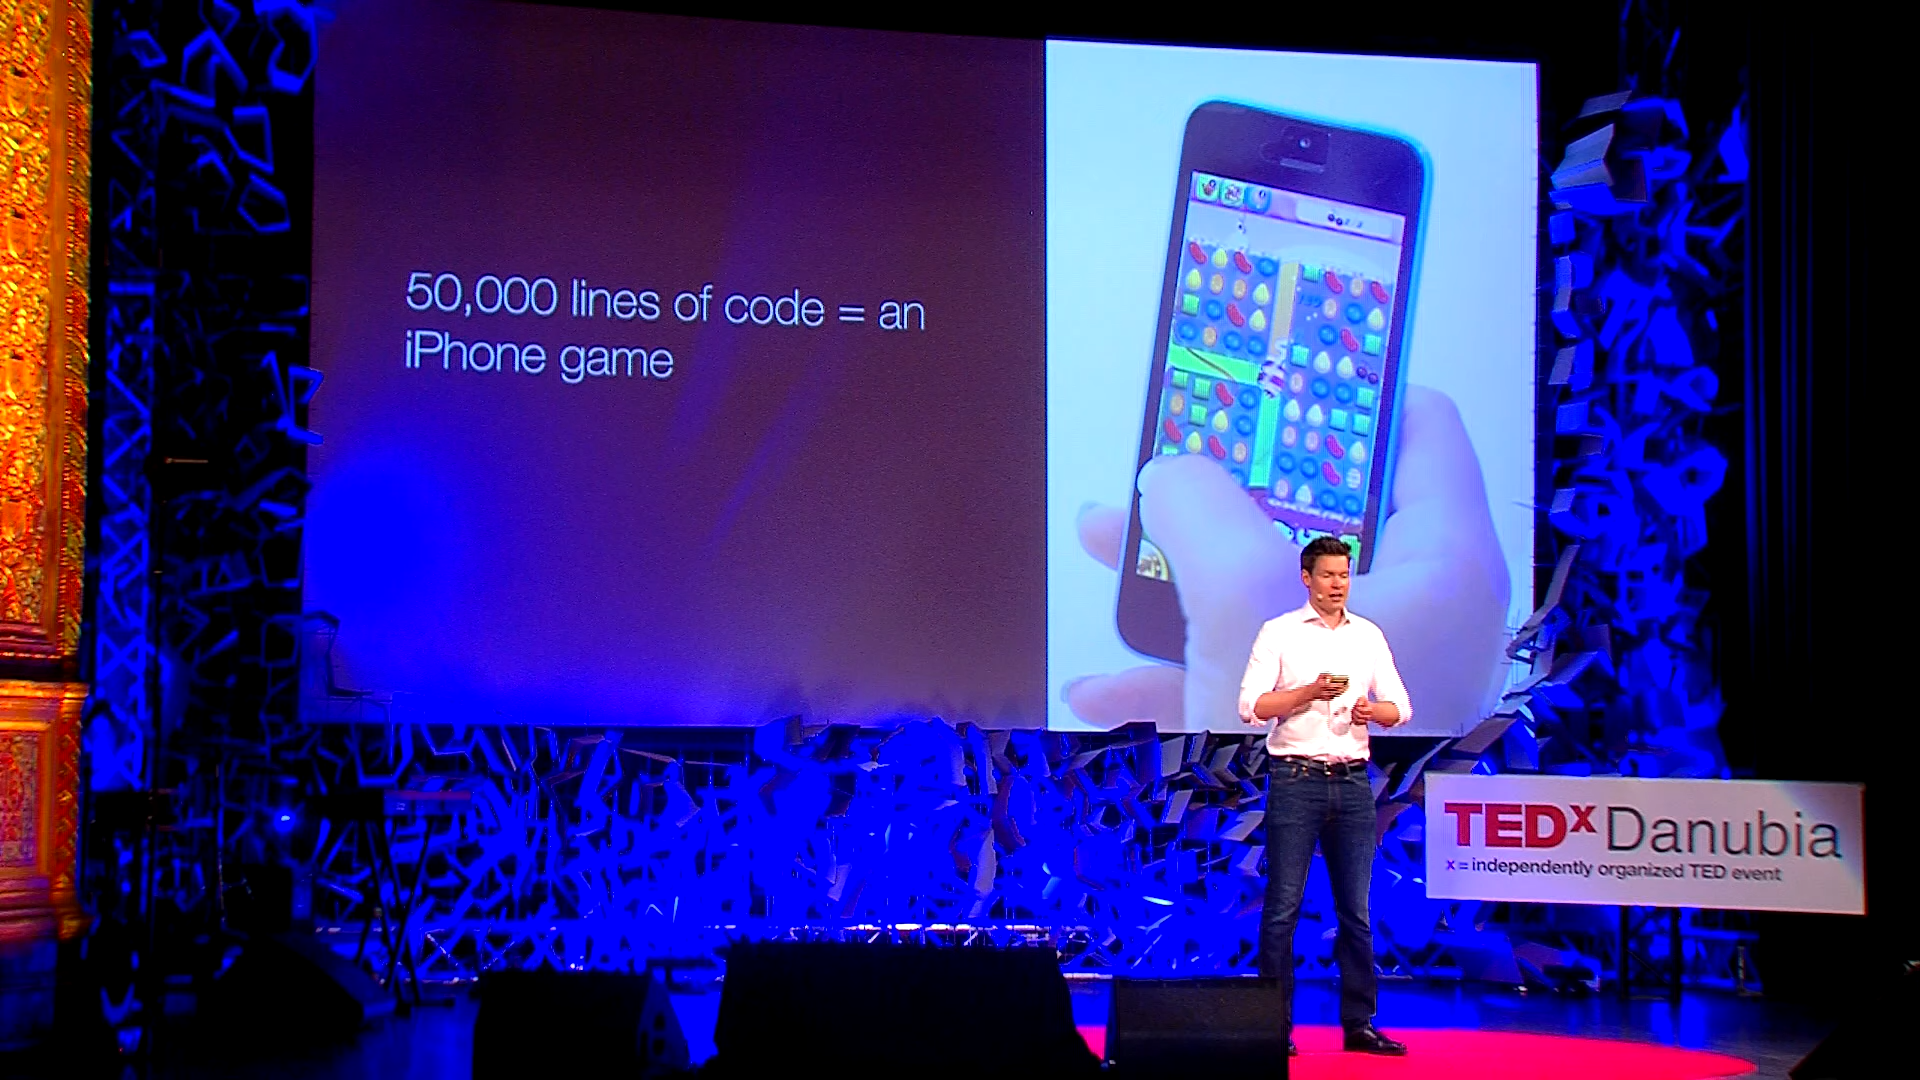 50,000 lines of code = an
iPhone game
TEDx Danubia
x = independently organized TED event